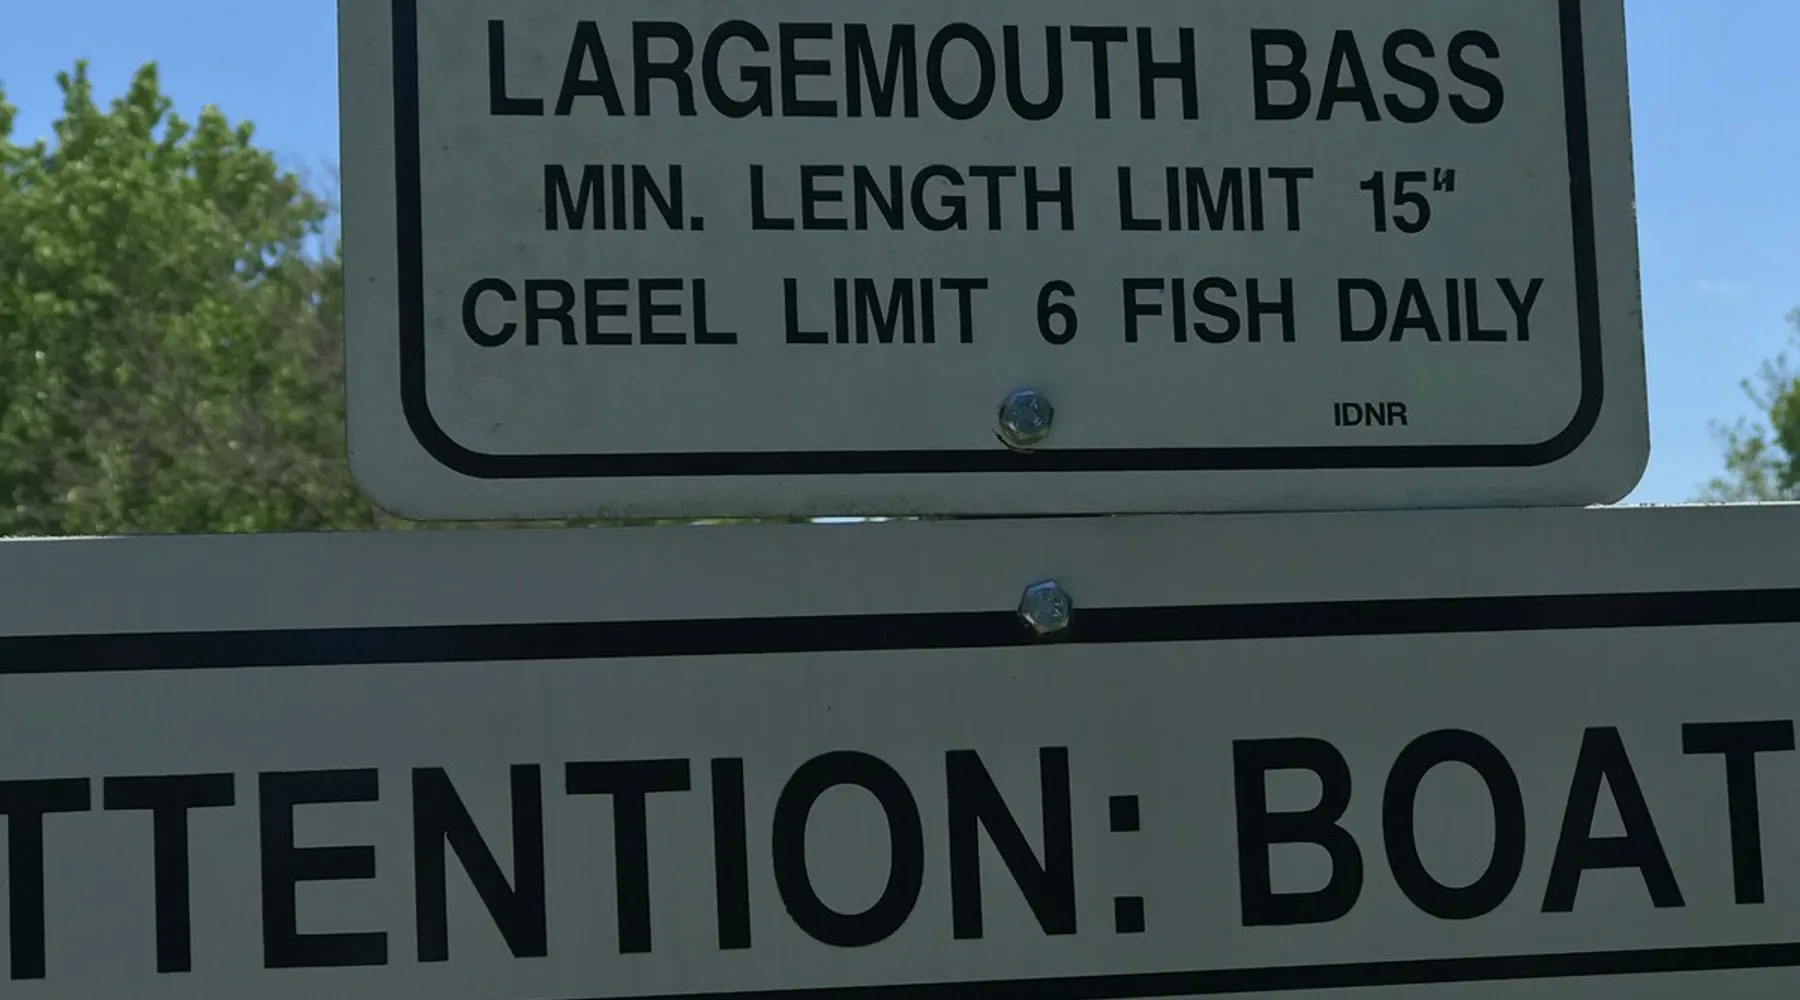 LARGEMOUTH BASS
MIN. LENGTH LIMIT 15"
CREEL LIMIT 6 FISH DAILY
IDNR
TTENTION: BOAT